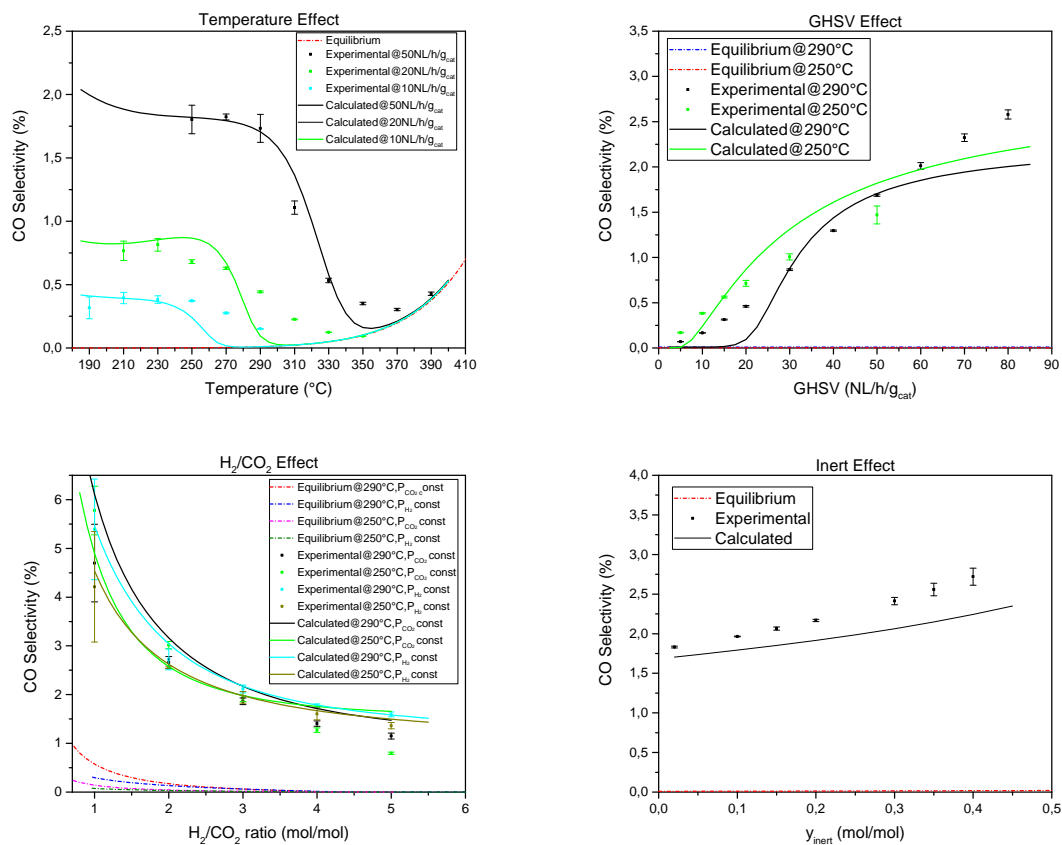 Temperature Effect
2,5
2,0
1,5
1,0
0,5
0,0
CO Selectivity (%)
Equilibrium
Experimental@50NL/h/gcat
Experimental@20NL/h/gcat
Experimental@10NL/h/gcat
Calculated@50NL/h/gcat
Calculated@20NL/h/gcat
Calculated@10NL/h/gcat
190 210 230 250 270 290 310 330 350 370 390 410
Temperature (°C)
GHSV Effect
3,5
3,0
2,5
2,0
1,5
1,0
0,5
0,0
CO Selectivity (%)
Equilibrium@290°C
Equilibrium@250°C
Experimental@290°C
Experimental@250°C
Calculated@290°C
Calculated@250°C
0 10 20 30 40 50 60 70 80 90
GHSV (NL/h/gcat)
H2/CO2 Effect
6
5
4
3
2
1
0
CO Selectivity (%)
Equilibrium@290°C,PCO2 c onst
Equilibrium@290°C,PH2 const
Equilibrium@250°C,PCO2 const
Equilibrium@250°C,PH2 const
Experimental@290°C,PCO2 const
Experimental@250°C,PCO2 const
Experimental@290°C,PH2 const
Experimental@250°C,PH2 const
Calculated@290°C,PCO2 const
Calculated@250°C,PCO2 const
Calculated@290°C,PH2 const
Calculated@250°C,PH2 const
1 2 3 4 5 6
H2/CO2 ratio (mol/mol)
Inert Effect
4,0
3,5
3,0
2,5
2,0
1,5
1,0
0,5
0,0
CO Selectivity (%)
Equilibrium
Experimental
Calculated
0,0 0,1 0,2 0,3 0,4 0,5
yinert (mol/mol)